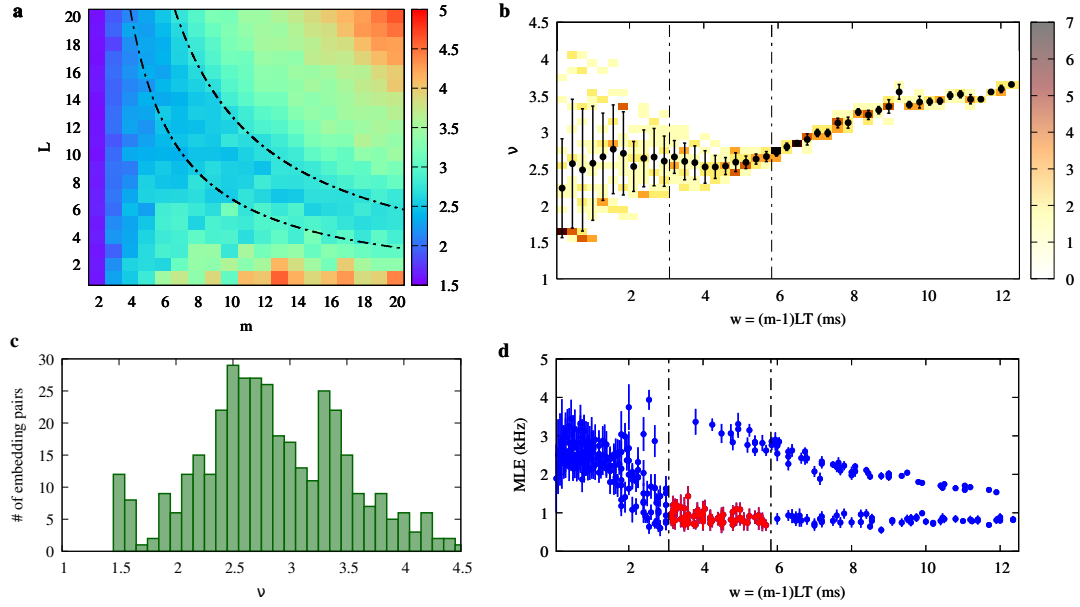 a
L
20
18
16
14
12
10
8
6
4
2
2 4 6 8 10 12 14 16 18 20
m
5
4.5
4
3.5
3
2.5
2
1.5
b
ν
4.5
4
3.5
3
2.5
2
1.5
1
2 4 6 8 10 12
w = (m-1)LT (ms)
7
6
5
4
3
2
1
0
c
# of embedding pairs
30
25
20
15
10
5
0
1 1.5 2 2.5 3 3.5 4 4.5
ν
d
MLE (kHz)
5
4
3
2
1
0
2 4 6 8 10 12
w = (m-1)LT (ms)